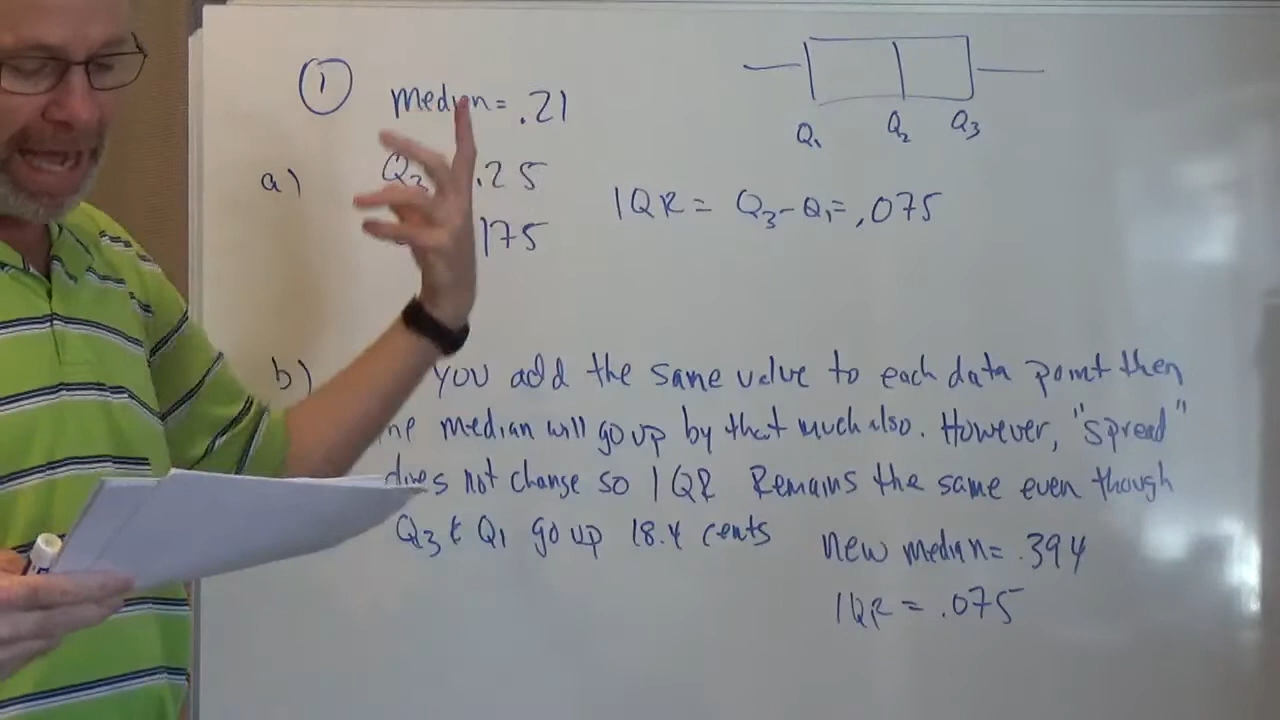 ①
median = .21
Q₁ Q₂ Q₃
a)
.25
IQR = Q₃-Q₁= .075
175
b)
you add the same value to each data point then
median will go up by that much also. However, "spread"
does not change so IQR Remains the same even though
Q₃ & Q₁ go up 18.4 cents
new median = .394
IQR = .075